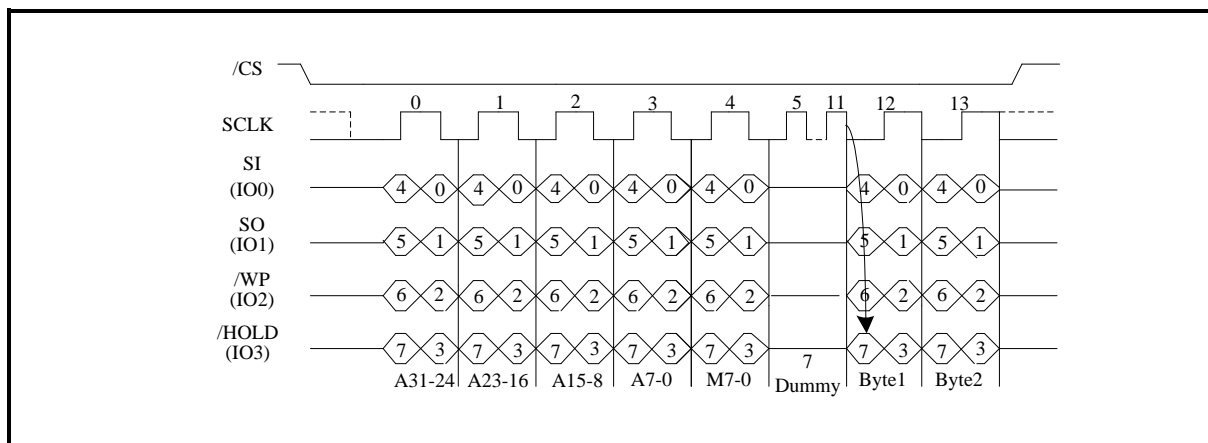 /CS
0 1 2 3 4 5 11 12 13
SCLK
SI
(IO0) 4 0 4 0 4 0 4 0 4 0 4 0 4 0
SO
(IO1) 5 1 5 1 5 1 5 1 5 1 5 1 5 1
/WP
(IO2) 6 2 6 2 6 2 6 2 6 2 6 2 6 2
/HOLD
(IO3) 7 3 7 3 7 3 7 3 7 3 7 7 3 7 3
A31-24 A23-16 A15-8 A7-0 M7-0 Dummy Byte1 Byte2